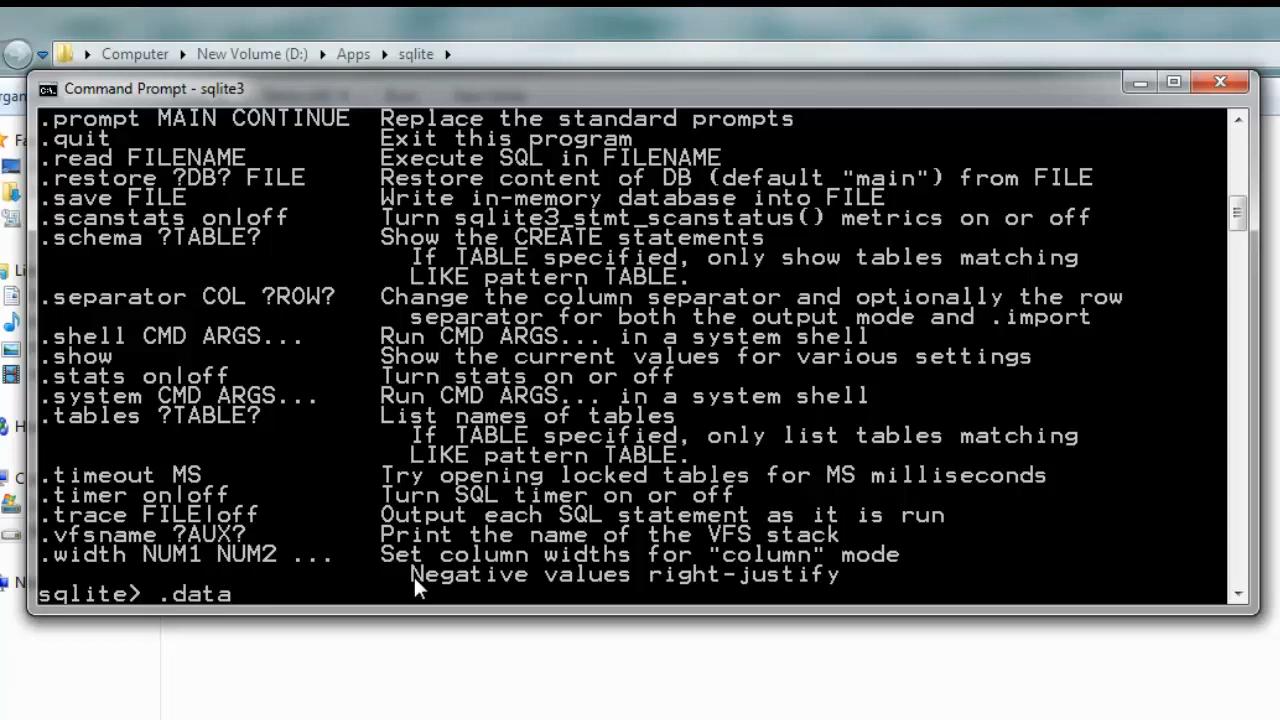 Computer New Volume (D:) Apps sqlite
Command Prompt - sqlite3
.prompt MAIN CONTINUE Replace the standard prompts
.quit Exit this program
.read FILENAME Execute SQL in FILENAME
.restore ?DB? FILE Restore content of DB (default "main") from FILE
.save FILE Write in-memory database into FILE
.scanstats on|off Turn sqlite3_stmt_scanstatus() metrics on or off
.schema ?TABLE? Show the CREATE statements
If TABLE specified, only show tables matching
LIKE pattern TABLE.
.separator COL ?ROW? Change the column separator and optionally the row
separator for both the output mode and .import
.shell CMD ARGS... Run CMD ARGS... in a system shell
.show Show the current values for various settings
.stats on|off Turn stats on or off
.system CMD ARGS... Run CMD ARGS... in a system shell
.tables ?TABLE? List names of tables
If TABLE specified, only list tables matching
LIKE pattern TABLE.
.timeout MS Try opening locked tables for MS milliseconds
.timer on|off Turn SQL timer on or off
.trace FILE|off Output each SQL statement as it is run
.vfsname ?AUX? Print the name of the VFS stack
.width NUM1 NUM2 ... Set column widths for "column" mode
Negative values right-justify
sqlite> .data